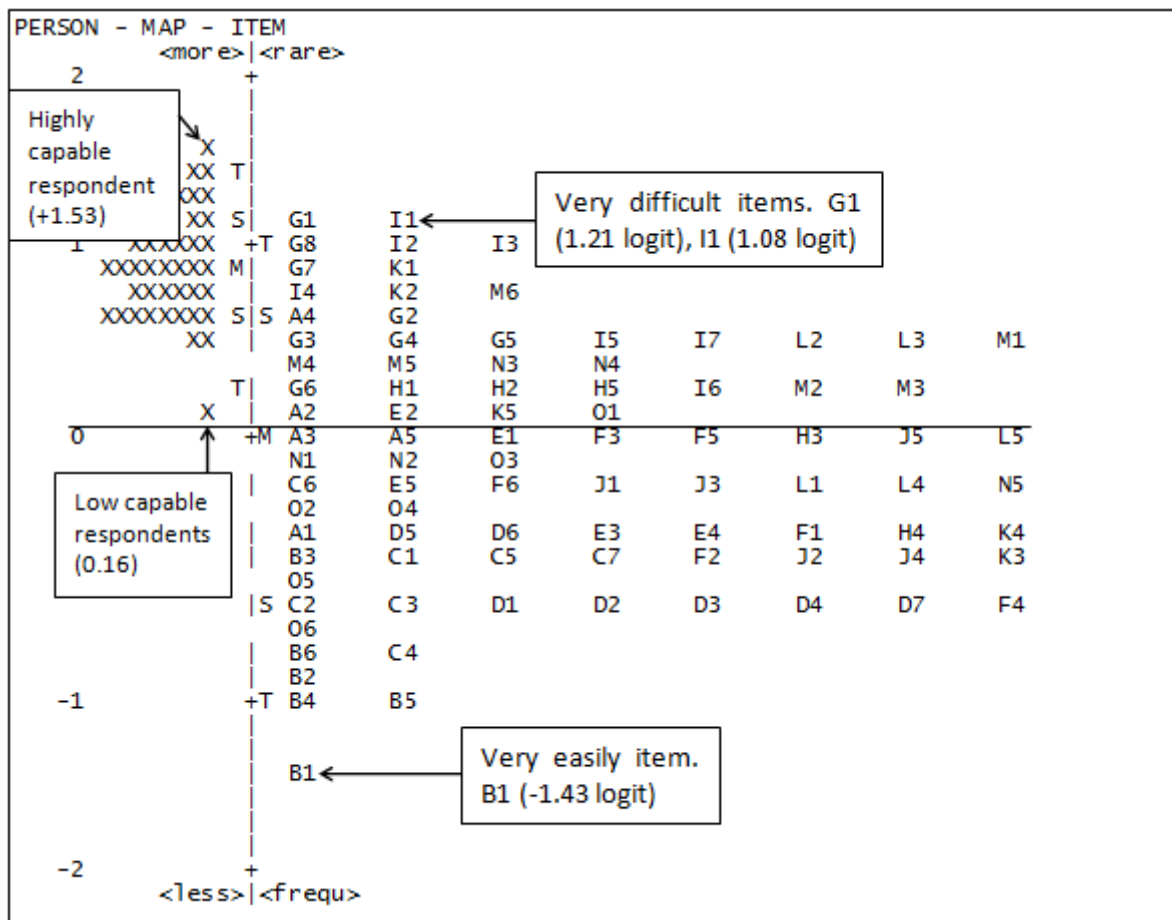 PERSON - MAP - ITEM
<more>|<rare>
2 +
|
Highly
capable
respondent
(+1.53)
|
X |
XX T|
XXX |
Very difficult items. G1
(1.21 logit), I1 (1.08 logit)
XX S| G1 I1
1 XXXXXX +T G8 I2 I3
XXXXXXXX M| G7 K1
XXXXXX | I4 K2 M6
XXXXXXXX S|S A4 G2
XX | G3 G4 G5 I5 I7 L2 L3 M1
M4 M5 N3 N4
T| G6 H1 H2 H5 I6 M2 M3
X | A2 E2 K5 O1
0 +M A3 A5 E1 F3 F5 H3 J5 L5
N1 N2 O3
Low capable
respondents
(0.16)
| C6 E5 F6 J1 J3 L1 L4 N5
O2 O4
| A1 D5 D6 E3 E4 F1 H4 K4
| B3 C1 C5 C7 F2 J2 J4 K3
O5
|S C2 C3 D1 D2 D3 D4 D7 F4
O6
| B6 C4
| B2
-1 +T B4 B5
|
|
| B1
Very easily item.
B1 (-1.43 logit)
|
|
|
-2 +
<less>|<frequ>